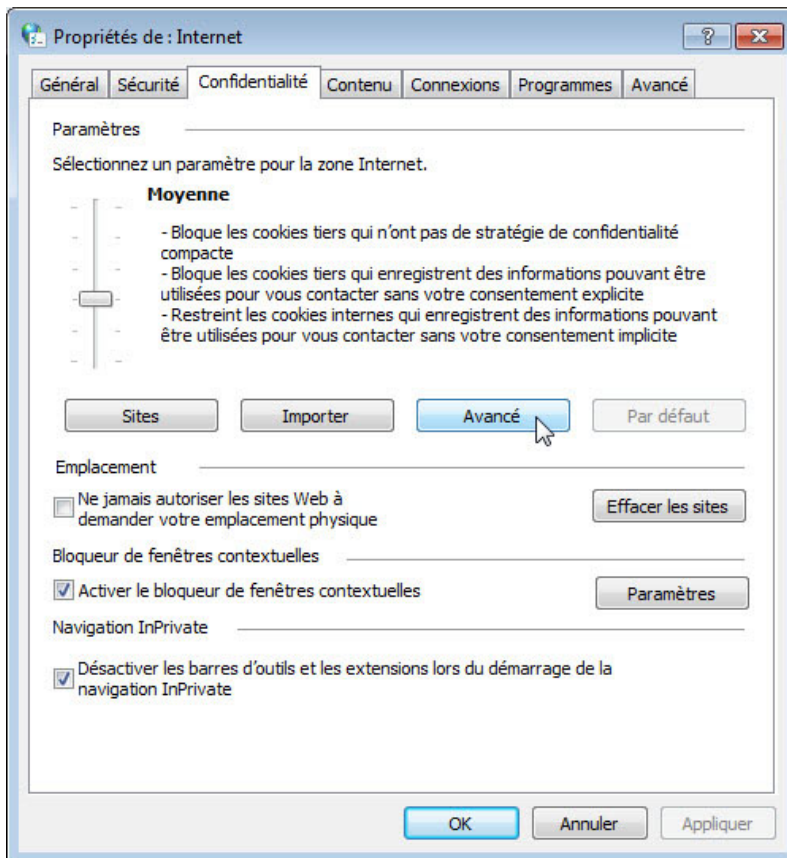 Propriétés de : Internet
Général Sécurité Confidentialité Contenu Connexions Programmes Avancé
Paramètres
Sélectionnez un paramètre pour la zone Internet.
Moyenne
- Bloque les cookies tiers qui n'ont pas de stratégie de confidentialité
compacte
- Bloque les cookies tiers qui enregistrent des informations pouvant être
utilisées pour vous contacter sans votre consentement explicite
- Restreint les cookies internes qui enregistrent des informations pouvant
être utilisées pour vous contacter sans votre consentement implicite
Sites Importer Avancé Par défaut
Emplacement
Ne jamais autoriser les sites Web à
demander votre emplacement physique
Effacer les sites
Bloqueur de fenêtres contextuelles
Activer le bloqueur de fenêtres contextuelles
Paramètres
Navigation InPrivate
Désactiver les barres d'outils et les extensions lors du démarrage de la
navigation InPrivate
OK Annuler Appliquer